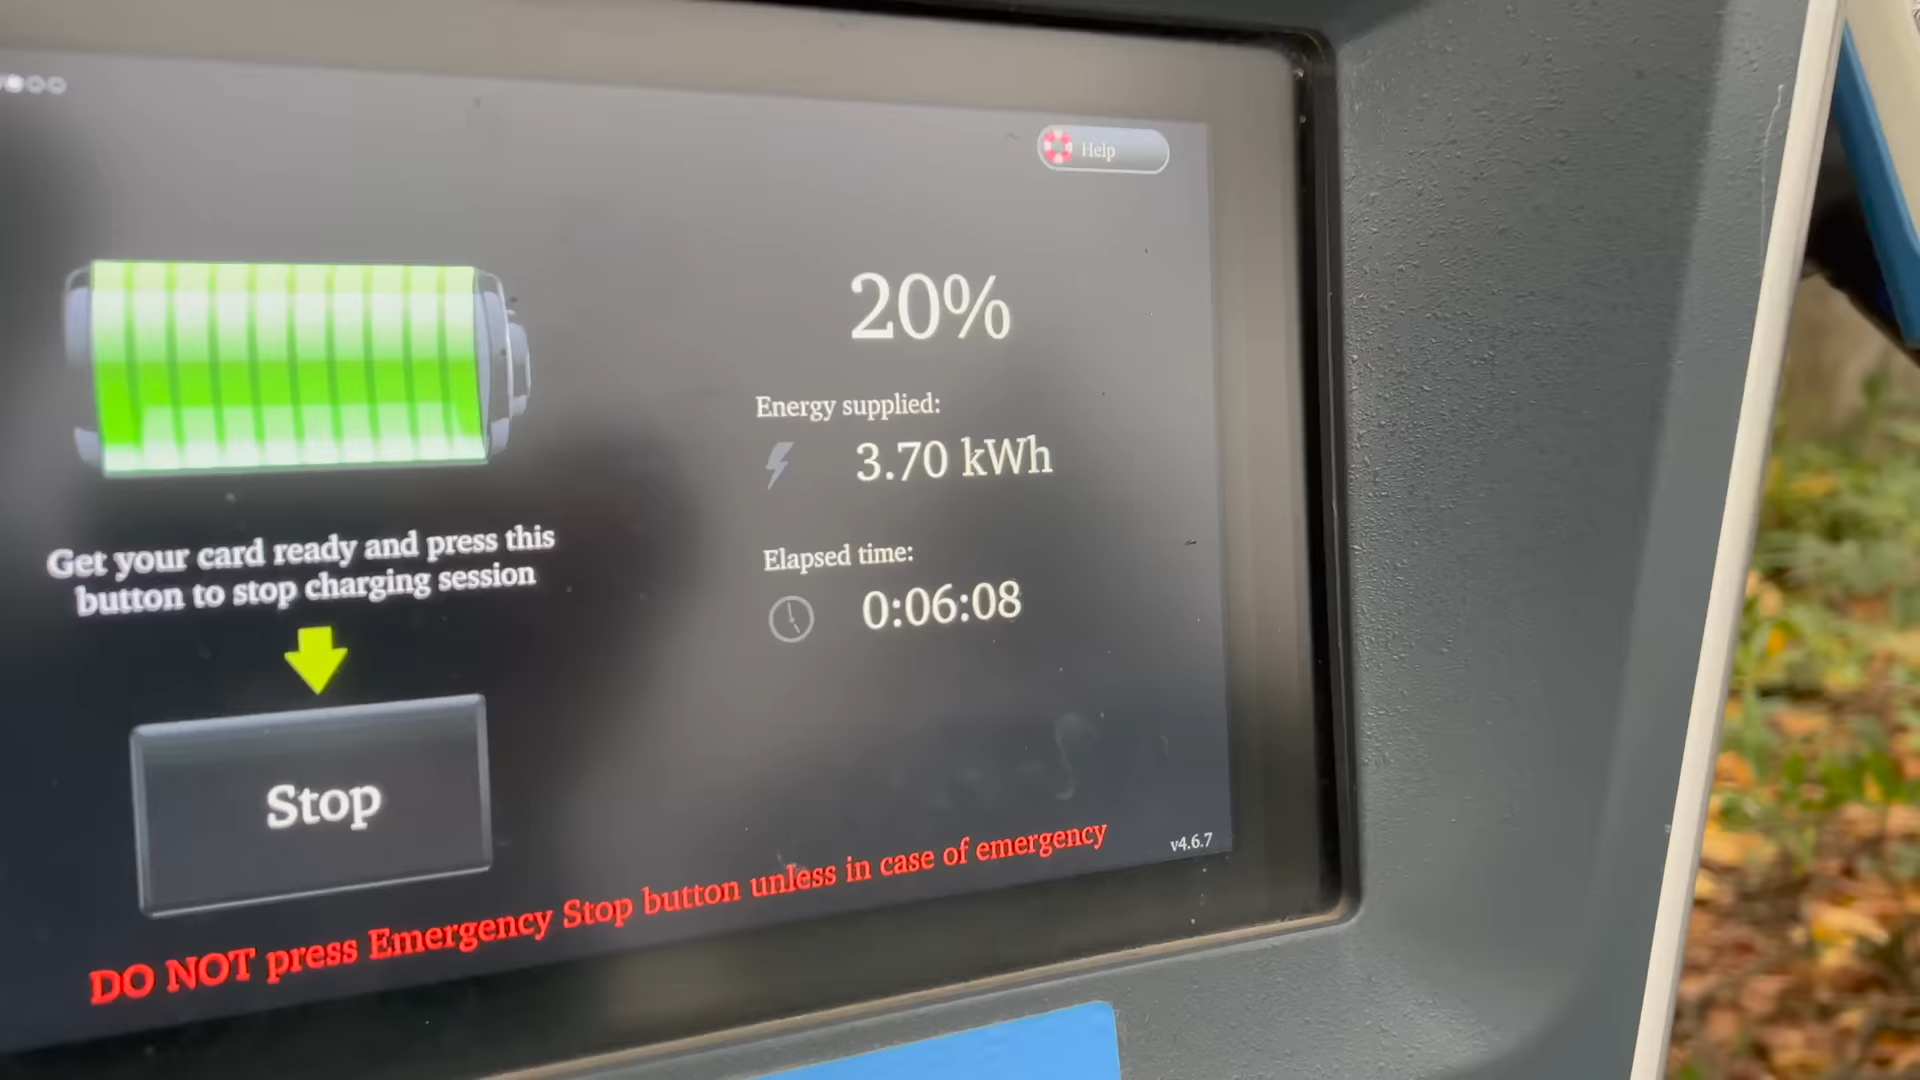 Help
20%
Energy supplied:
3.70 kWh
Get your card ready and press this
button to stop charging session
Elapsed time:
0:06:08
Stop
DO NOT press Emergency Stop button unless in case of emergency
v4.6.7